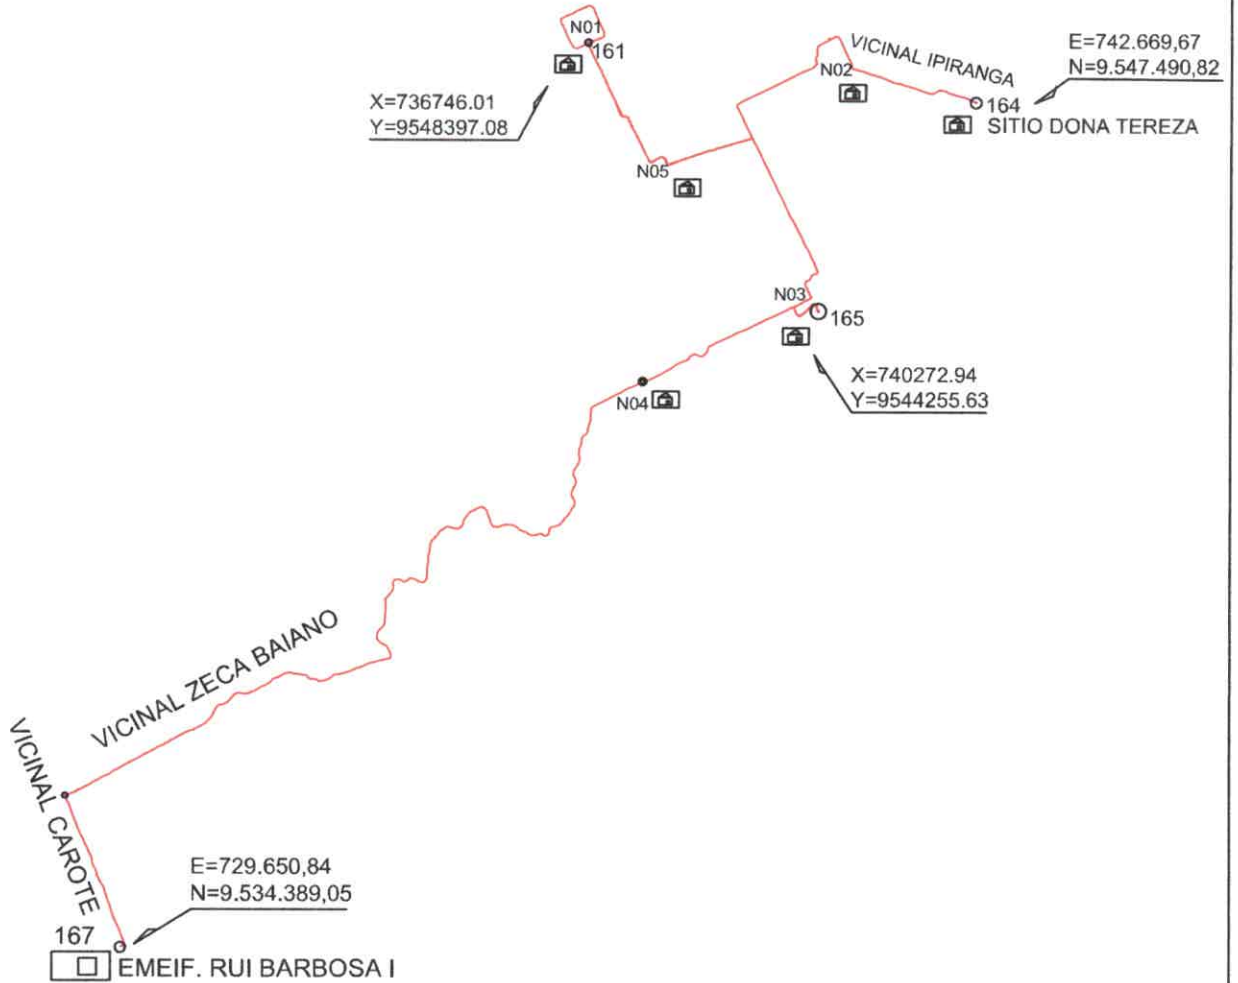 N01
161
X=736746.01
Y=9548397.08
VICINAL IPIRANGA
E=742.669,67
N=9.547.490,82
N02
164
SITIO DONA TEREZA
N05
N03
165
X=740272.94
Y=9544255.63
N04
VICINAL ZECA BAIANO
VICINAL CAROTE
E=729.650,84
N=9.534.389,05
167
EMEIF. RUI BARBOSA I